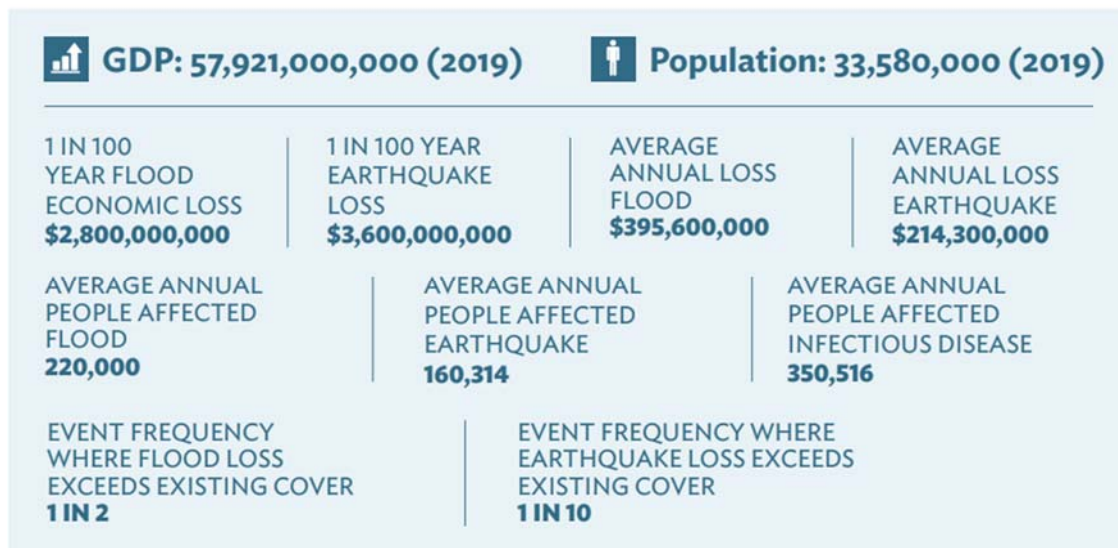 GDP: 57,921,000,000 (2019)
Population: 33,580,000 (2019)
1 IN 100
YEAR FLOOD
ECONOMIC LOSS
$2,800,000,000
1 IN 100 YEAR
EARTHQUAKE
LOSS
$3,600,000,000
AVERAGE
ANNUAL LOSS
FLOOD
$395,600,000
AVERAGE
ANNUAL LOSS
EARTHQUAKE
$214,300,000
AVERAGE ANNUAL
PEOPLE AFFECTED
FLOOD
220,000
AVERAGE ANNUAL
PEOPLE AFFECTED
EARTHQUAKE
160,314
AVERAGE ANNUAL
PEOPLE AFFECTED
INFECTIOUS DISEASE
350,516
EVENT FREQUENCY
WHERE FLOOD LOSS
EXCEEDS EXISTING COVER
1 IN 2
EVENT FREQUENCY WHERE
EARTHQUAKE LOSS EXCEEDS
EXISTING COVER
1 IN 10